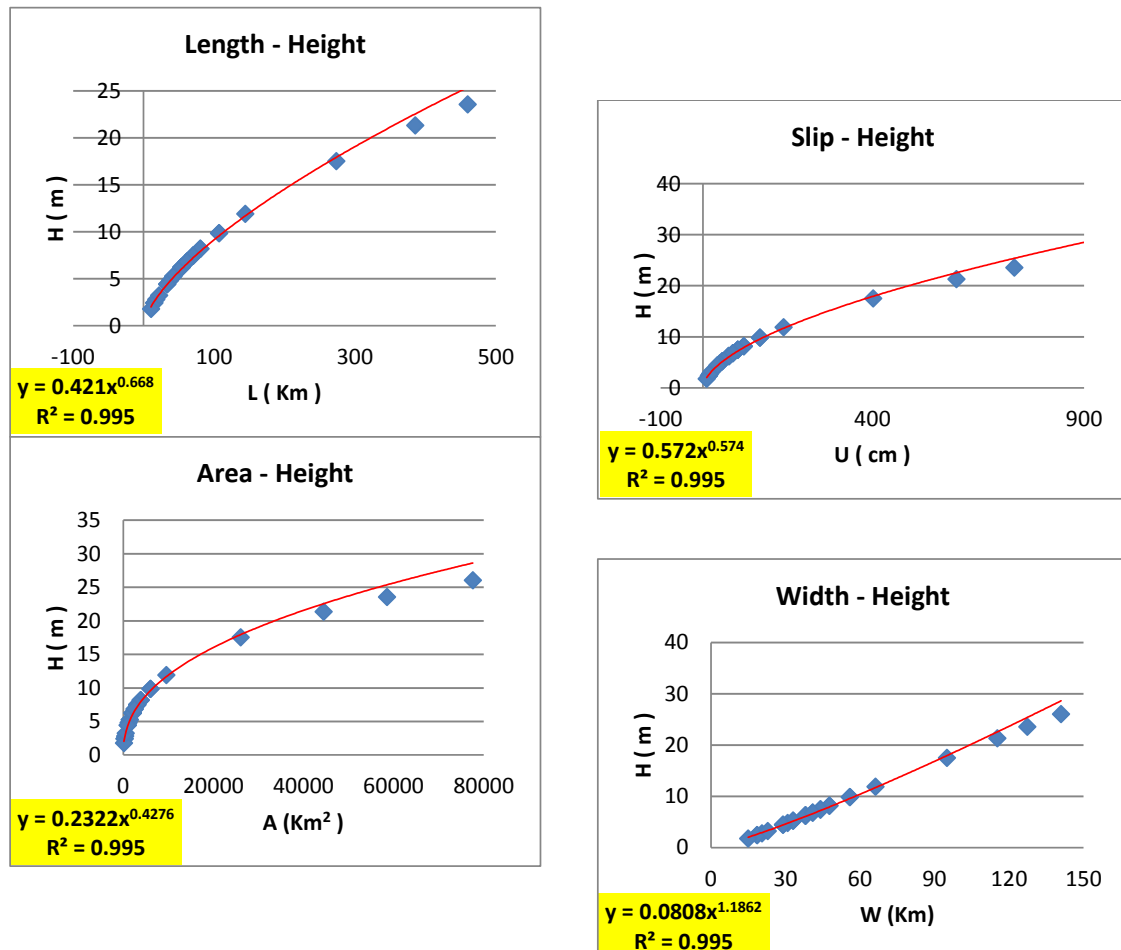 Length - Height
25
20
15
10
5
0
-100 100 300 500
H ( m )
L ( Km )
y = 0.421x^0.668
R² = 0.995
Slip - Height
40
30
20
10
0
-100 400 900
H ( m )
U ( cm )
y = 0.572x^0.574
R² = 0.995
Area - Height
35
30
25
20
15
10
5
0
0 20000 40000 60000 80000
H ( m )
A (Km² )
y = 0.2322x^0.4276
R² = 0.995
Width - Height
40
30
20
10
0
0 30 60 90 120 150
H ( m )
W (Km)
y = 0.0808x^1.1862
R² = 0.995